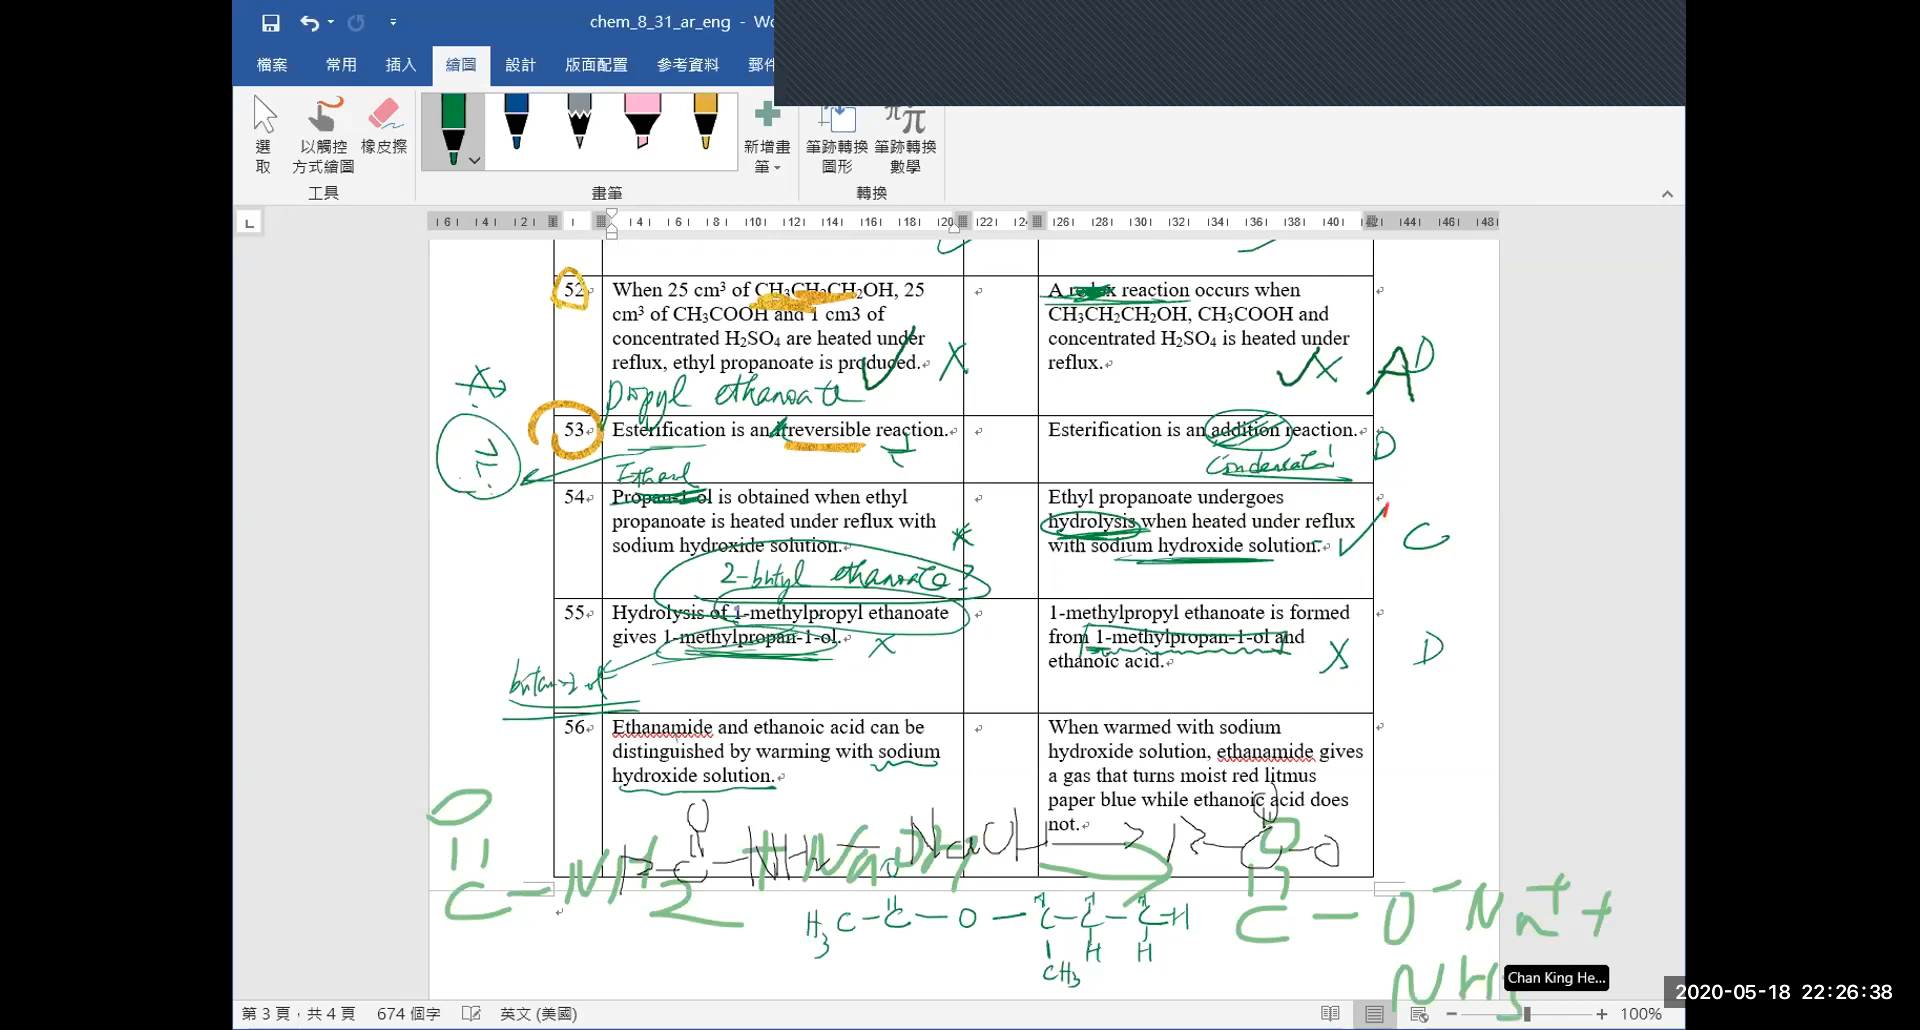 chem_8_31_ar_eng - Wo
檔案 常用 插入 繪圖 設計 版面配置 參考資料 郵件
選取 以觸控方式繪圖 橡皮擦 新增畫筆 筆跡轉換圖形 筆跡轉換數學
工具 畫筆 轉換
52 When 25 cm³ of CH₃CH₂CH₂OH, 25
cm³ of CH₃COOH and 1 cm3 of
concentrated H₂SO₄ are heated under
reflux, ethyl propanoate is produced.
X
propyl ethanoate
A redox reaction occurs when
CH₃CH₂CH₂OH, CH₃COOH and
concentrated H₂SO₄ is heated under
reflux.
X A D
53 Esterification is an irreversible reaction.
Esterification is an addition reaction.
D
54 Propan-1-ol is obtained when ethyl
propanoate is heated under reflux with
sodium hydroxide solution.
Ethyl propanoate undergoes
hydrolysis when heated under reflux
with sodium hydroxide solution.
C
2-butyl ethanoate?
55 Hydrolysis of 1-methylpropyl ethanoate
gives 1-methylpropan-1-ol.
X
1-methylpropyl ethanoate is formed
from 1-methylpropan-1-ol and
ethanoic acid.
X D
56 Ethanamide and ethanoic acid can be
distinguished by warming with sodium
hydroxide solution.
When warmed with sodium
hydroxide solution, ethanamide gives
a gas that turns moist red litmus
paper blue while ethanoic acid does
not.
O
C-NH2 + NaOH
C-O⁻Na⁺ +
NH3
H3C-C-O-C-C-C-H
H H
CH3
Chan King He...
2020-05-18 22:26:38
第 3 頁，共 4 頁 674 個字 英文 (美國) 100%